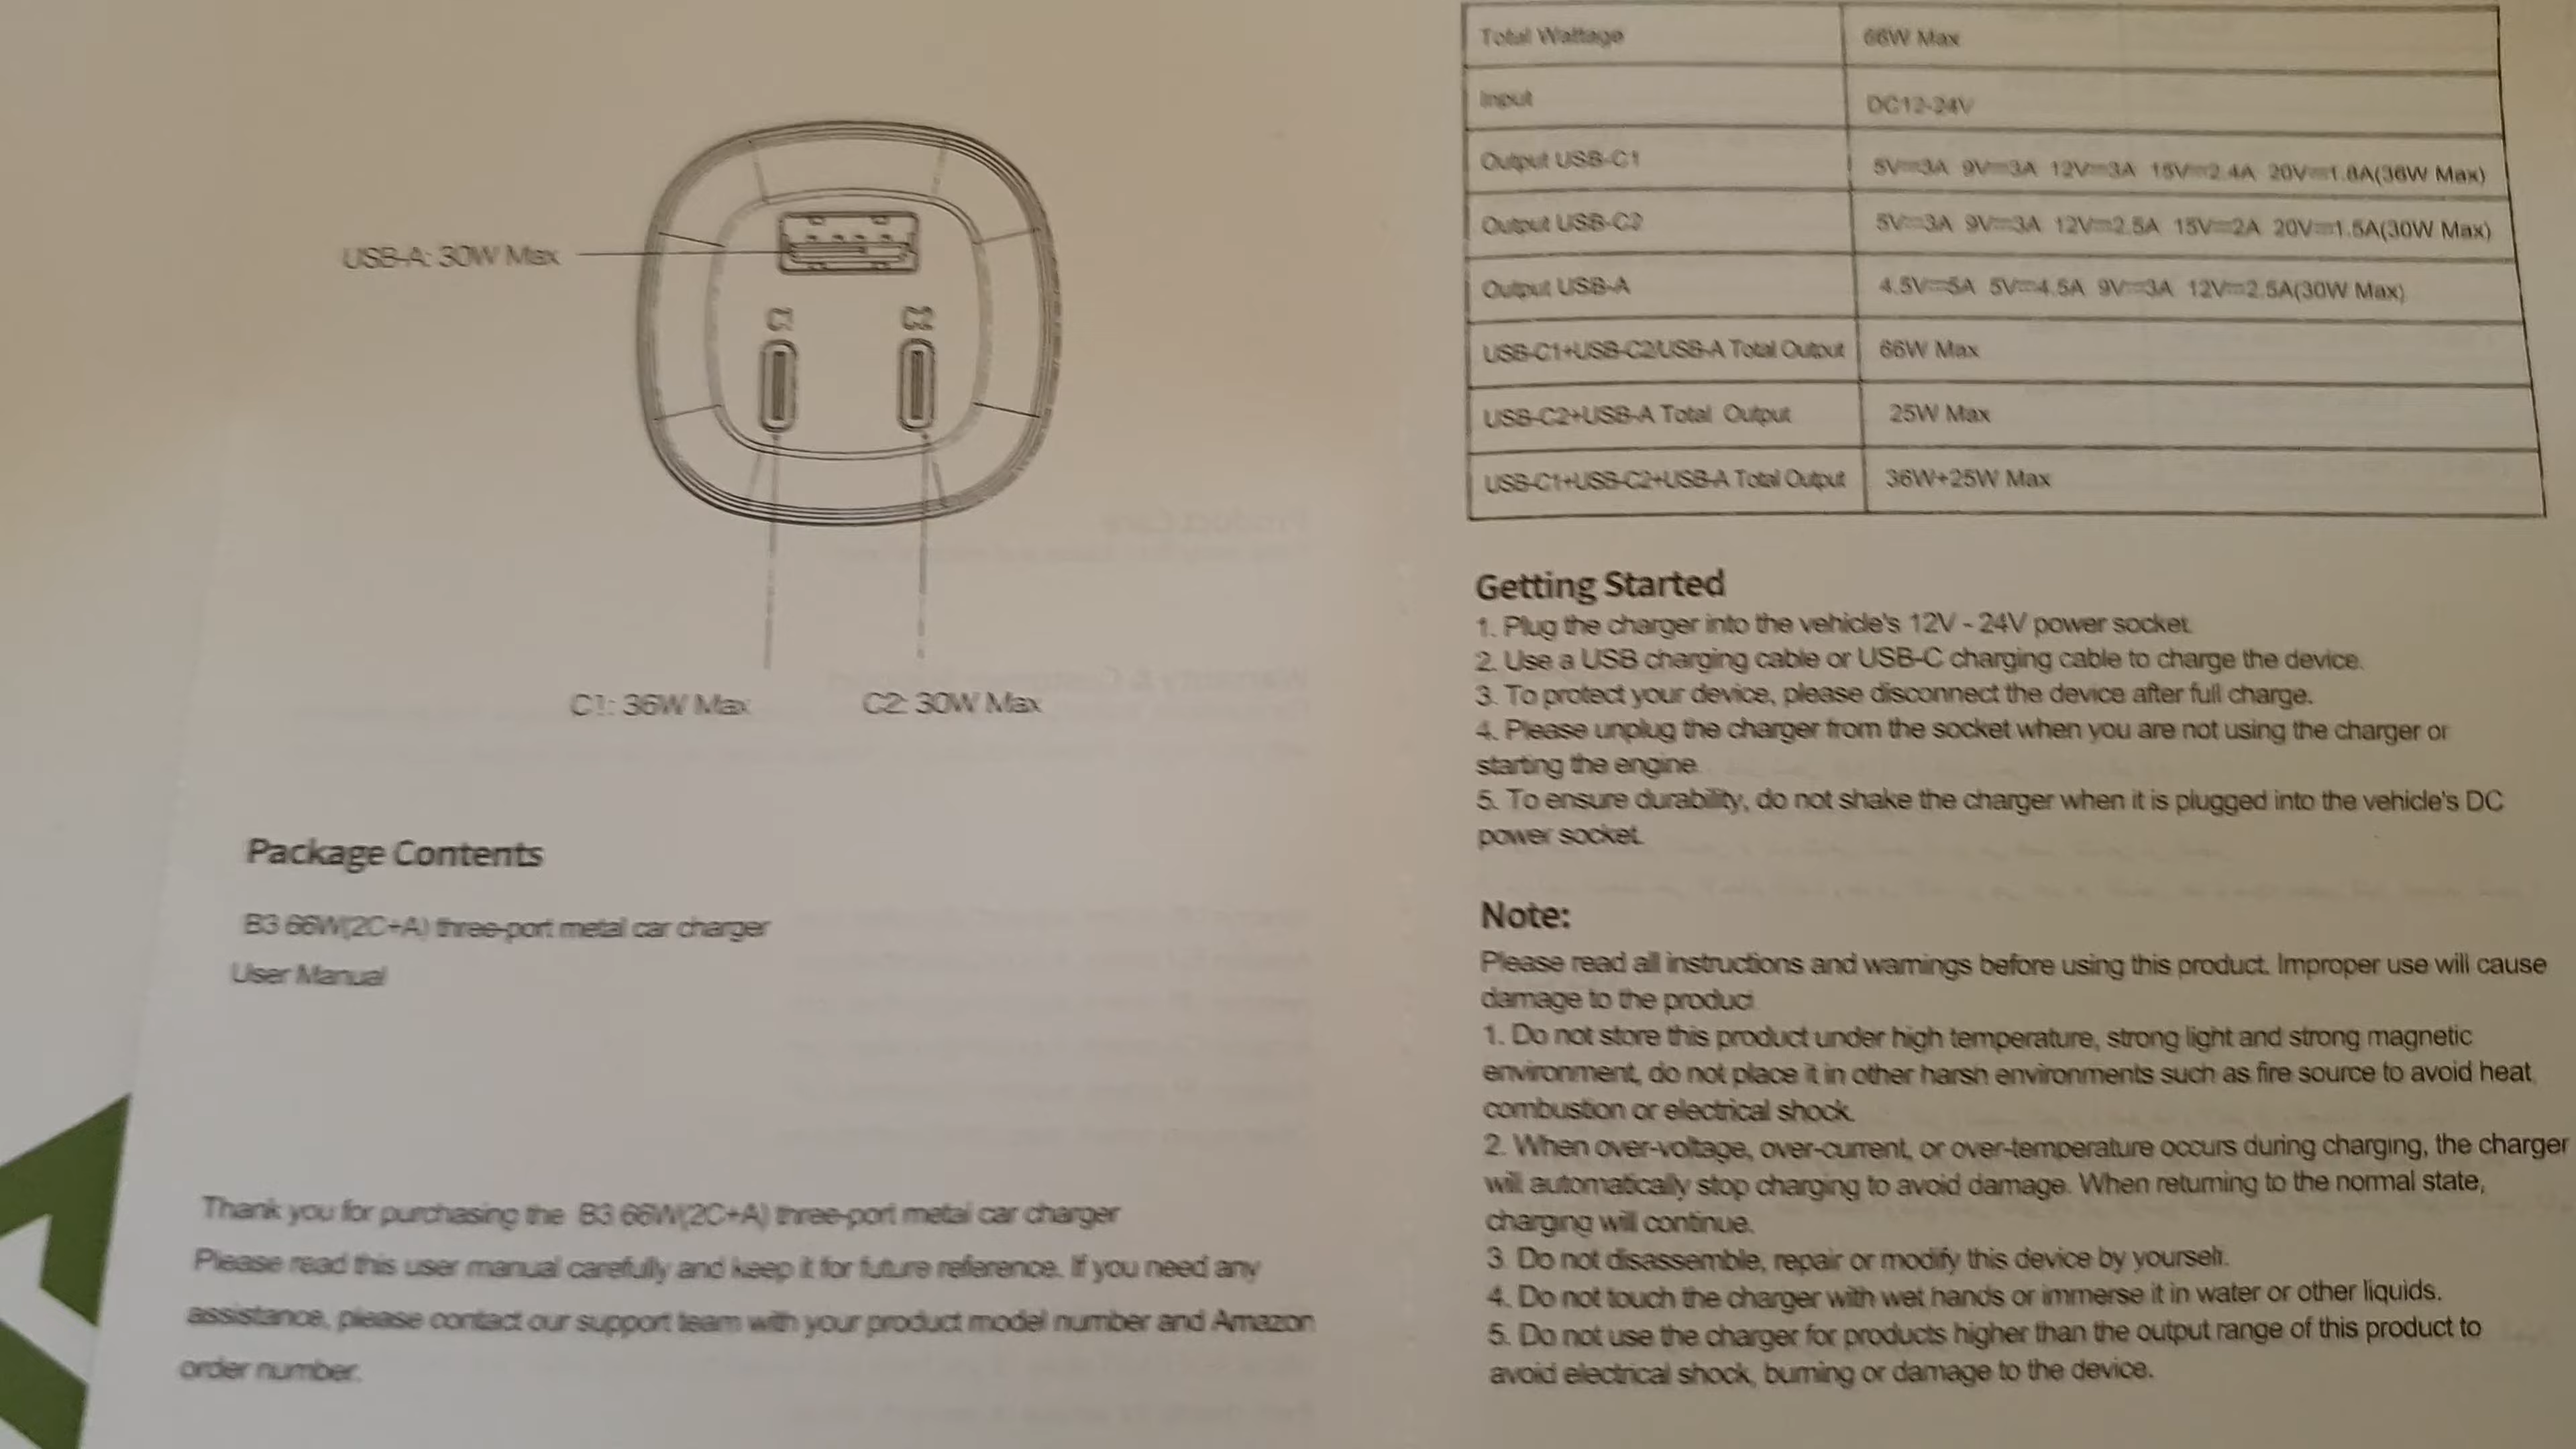 USB-A: 30W Max
C1
C2
C1: 36W Max
C2: 30W Max
Package Contents
B3 66W(2C+A) three-port metal car charger
User Manual
Thank you for purchasing the B3 66W(2C+A) three-port metal car charger
Please read this user manual carefully and keep it for future reference. If you need any
assistance, please contact our support team with your product model number and Amazon
order number.
Total Wattage 66W Max
Input DC12-24V
Output USB-C1 5V⎓3A 9V⎓3A 12V⎓3A 15V⎓2.4A 20V⎓1.8A(36W Max)
Output USB-C2 5V⎓3A 9V⎓3A 12V⎓2.5A 15V⎓2A 20V⎓1.5A(30W Max)
Output USB-A 4.5V⎓5A 5V⎓4.5A 9V⎓3A 12V⎓2.5A(30W Max)
USB-C1+USB-C2/USB-A Total Output 66W Max
USB-C2+USB-A Total Output 25W Max
USB-C1+USB-C2+USB-A Total Output 36W+25W Max
Getting Started
1. Plug the charger into the vehicle's 12V - 24V power socket.
2. Use a USB charging cable or USB-C charging cable to charge the device.
3. To protect your device, please disconnect the device after full charge.
4. Please unplug the charger from the socket when you are not using the charger or
starting the engine.
5. To ensure durability, do not shake the charger when it is plugged into the vehicle's DC
power socket.
Note:
Please read all instructions and warnings before using this product. Improper use will cause
damage to the product.
1. Do not store this product under high temperature, strong light and strong magnetic
environment, do not place it in other harsh environments such as fire source to avoid heat,
combustion or electrical shock.
2. When over-voltage, over-current, or over-temperature occurs during charging, the charger
will automatically stop charging to avoid damage. When returning to the normal state,
charging will continue.
3. Do not disassemble, repair or modify this device by yourself.
4. Do not touch the charger with wet hands or immerse it in water or other liquids.
5. Do not use the charger for products higher than the output range of this product to
avoid electrical shock, burning or damage to the device.